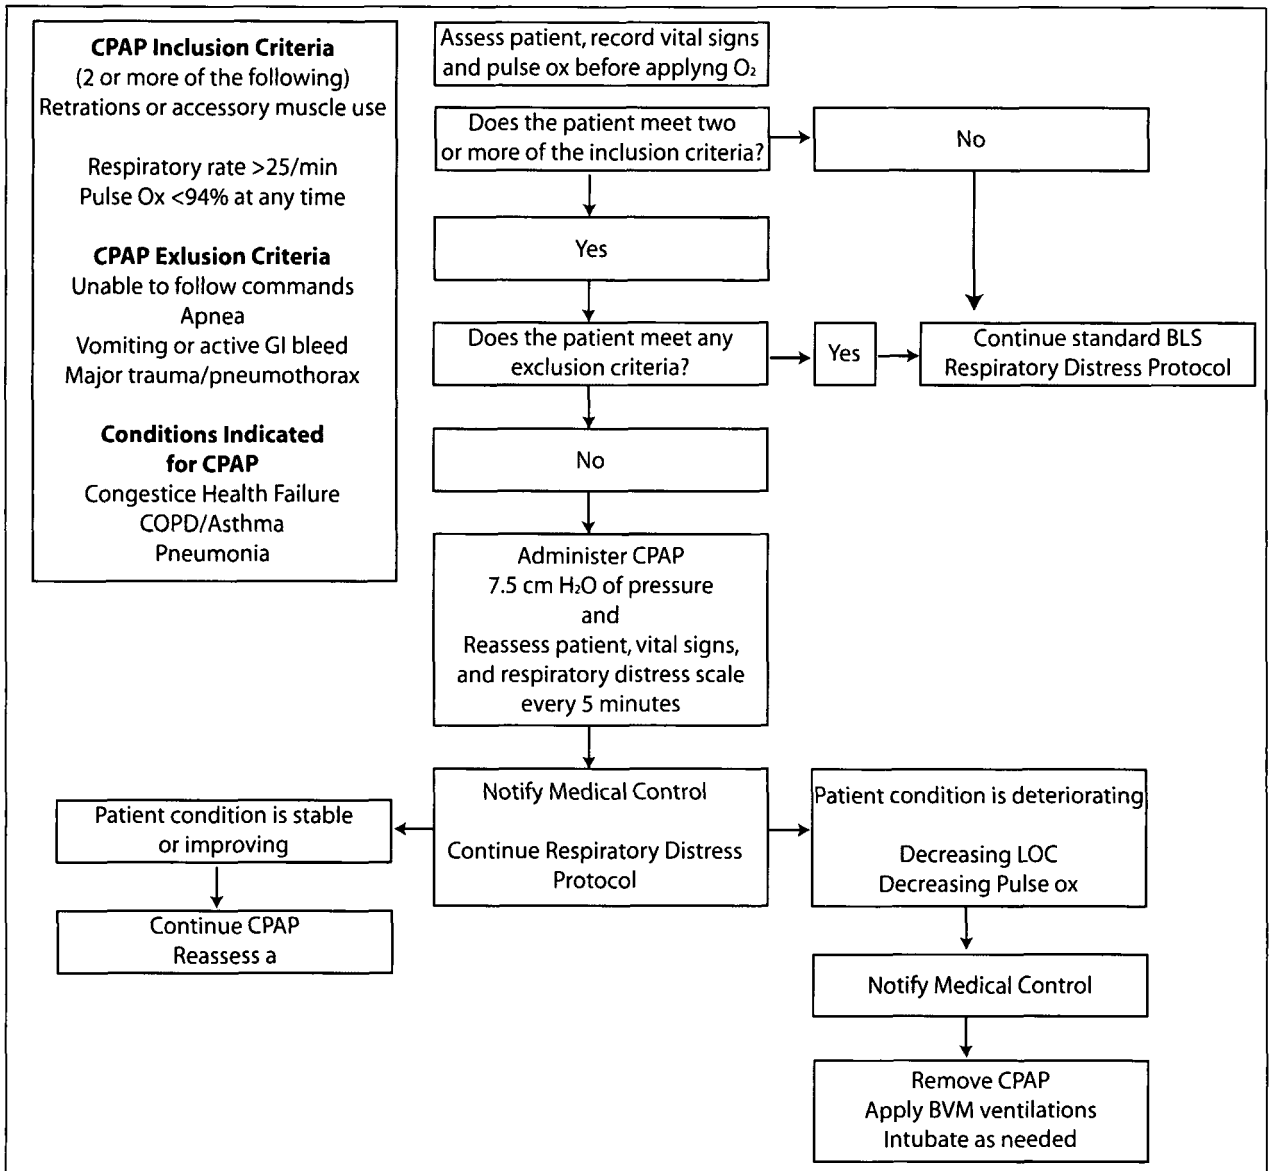 CPAP Inclusion Criteria
(2 or more of the following)
Retrations or accessory muscle use
Respiratory rate >25/min
Pulse Ox <94% at any time
CPAP Exlusion Criteria
Unable to follow commands
Apnea
Vomiting or active GI bleed
Major trauma/pneumothorax
Conditions Indicated
for CPAP
Congestice Health Failure
COPD/Asthma
Pneumonia
Assess patient, record vital signs
and pulse ox before applyng O₂
Does the patient meet two
or more of the inclusion criteria?
No
Yes
Does the patient meet any
exclusion criteria?
Yes
Continue standard BLS
Respiratory Distress Protocol
No
Administer CPAP
7.5 cm H₂O of pressure
and
Reassess patient, vital signs,
and respiratory distress scale
every 5 minutes
Notify Medical Control
Continue Respiratory Distress
Protocol
Patient condition is stable
or improving
Continue CPAP
Reassess a
Patient condition is deteriorating
Decreasing LOC
Decreasing Pulse ox
Notify Medical Control
Remove CPAP
Apply BVM ventilations
Intubate as needed